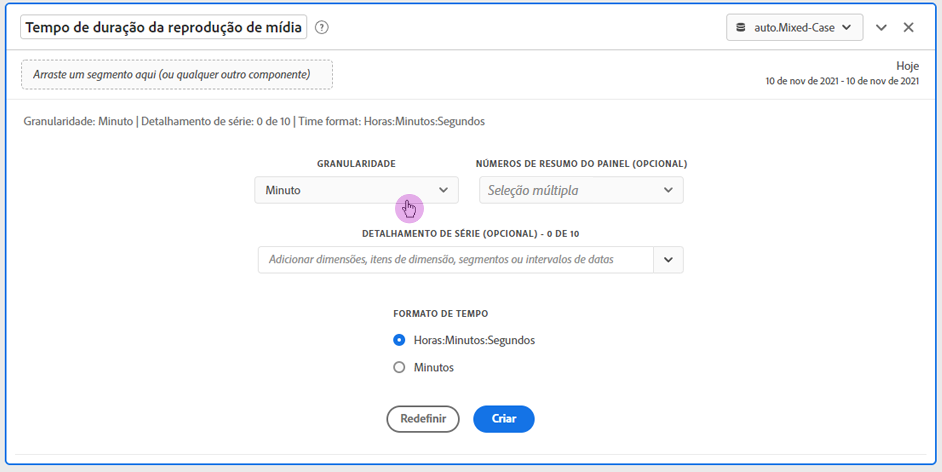 Tempo de duração da reprodução de mídia ?
auto.Mixed-Case
Arraste um segmento aqui (ou qualquer outro componente)
Hoje
10 de nov de 2021 - 10 de nov de 2021
Granularidade: Minuto | Detalhamento de série: 0 de 10 | Time format: Horas:Minutos:Segundos
GRANULARIDADE
NÚMEROS DE RESUMO DO PAINEL (OPCIONAL)
Minuto
Seleção múltipla
DETALHAMENTO DE SÉRIE (OPCIONAL) - 0 DE 10
Adicionar dimensões, itens de dimensão, segmentos ou intervalos de datas
FORMATO DE TEMPO
Horas:Minutos:Segundos
Minutos
Redefinir
Criar